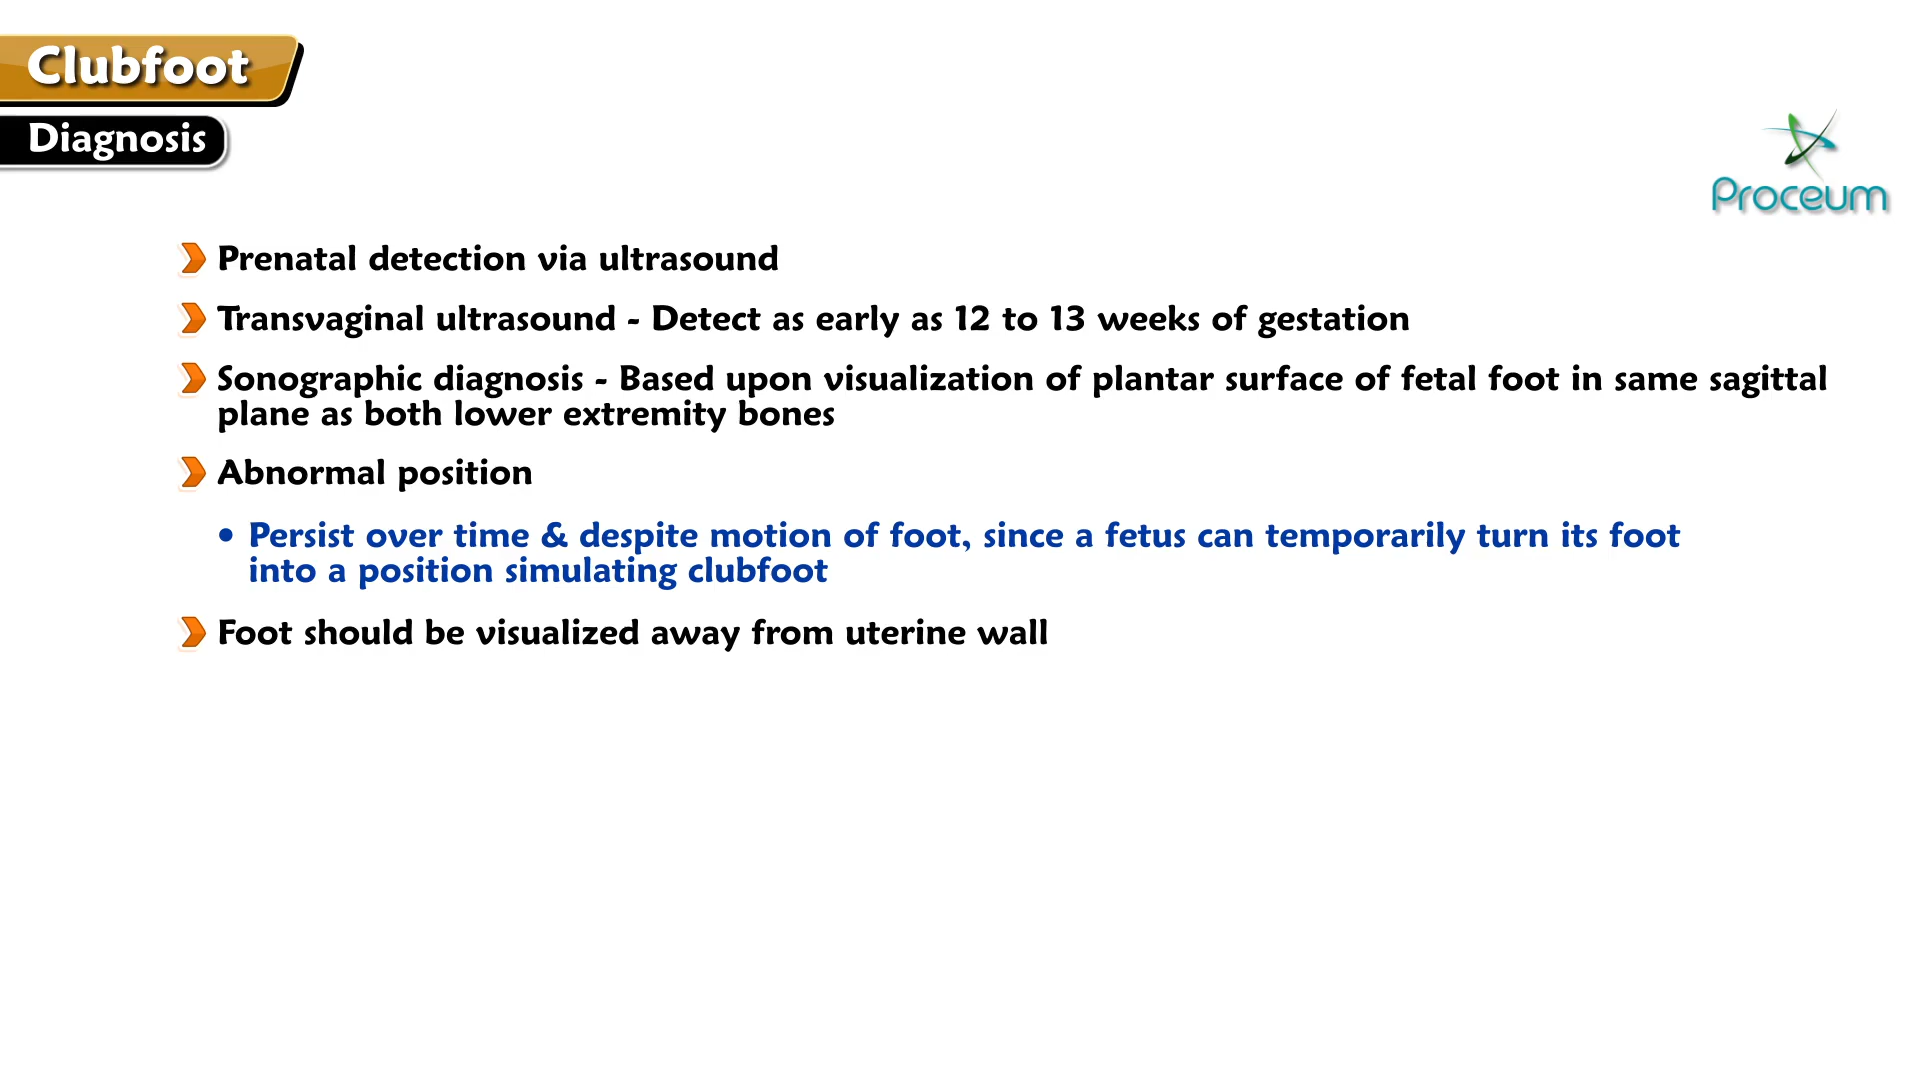 Clubfoot
Diagnosis
Proceum
Prenatal detection via ultrasound
Transvaginal ultrasound - Detect as early as 12 to 13 weeks of gestation
Sonographic diagnosis - Based upon visualization of plantar surface of fetal foot in same sagittal
plane as both lower extremity bones
Abnormal position
• Persist over time & despite motion of foot, since a fetus can temporarily turn its foot
into a position simulating clubfoot
Foot should be visualized away from uterine wall